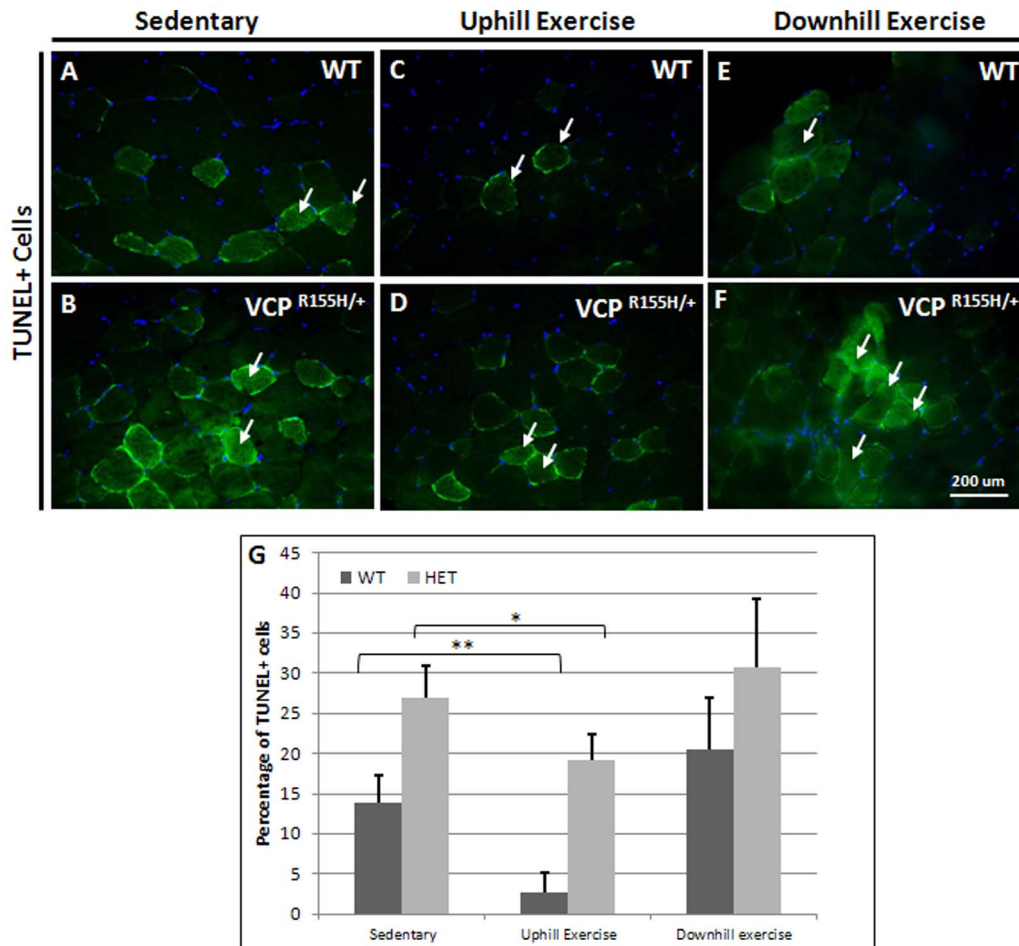 Sedentary Uphill Exercise Downhill Exercise
TUNEL+ Cells
A WT C WT E WT
B VCP R155H/+ D VCP R155H/+ F VCP R155H/+
200 um
G
WT HET
Percentage of TUNEL+ cells
45
40
35
30
25
20
15
10
5
0
*
**
Sedentary Uphill Exercise Downhill exercise